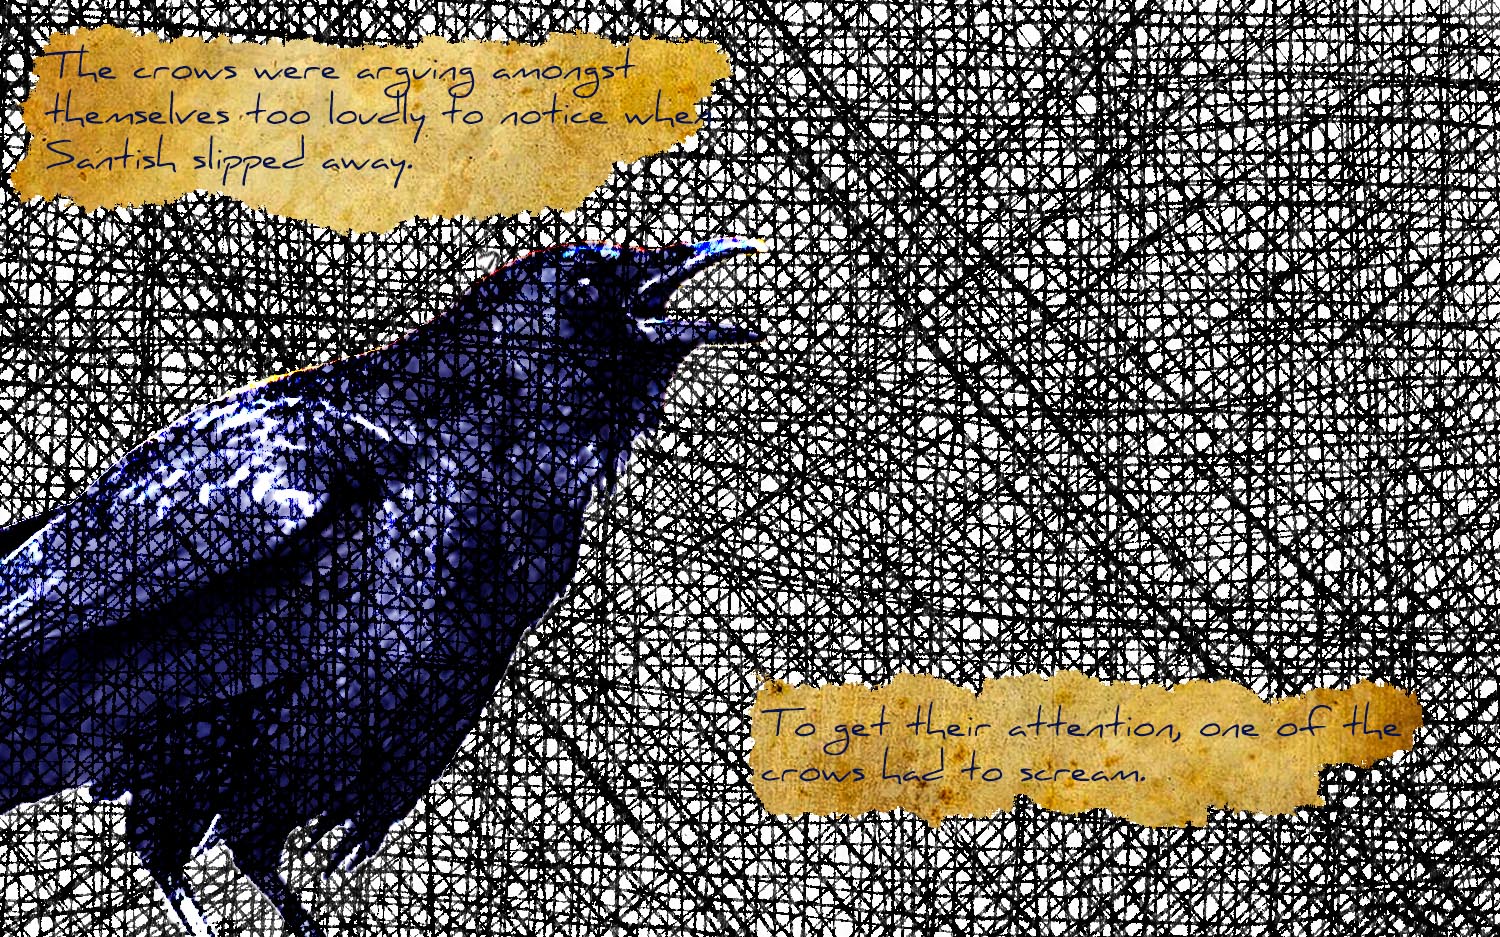 The crows were arguing amongst
themselves too loudly to notice when
Santish slipped away.
To get their attention, one of the
crows had to scream.